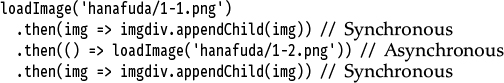 loadImage('hanafuda/1-1.png')
.then(img => imgdiv.appendChild(img)) // Synchronous
.then(() => loadImage('hanafuda/1-2.png')) // Asynchronous
.then(img => imgdiv.appendChild(img)) // Synchronous